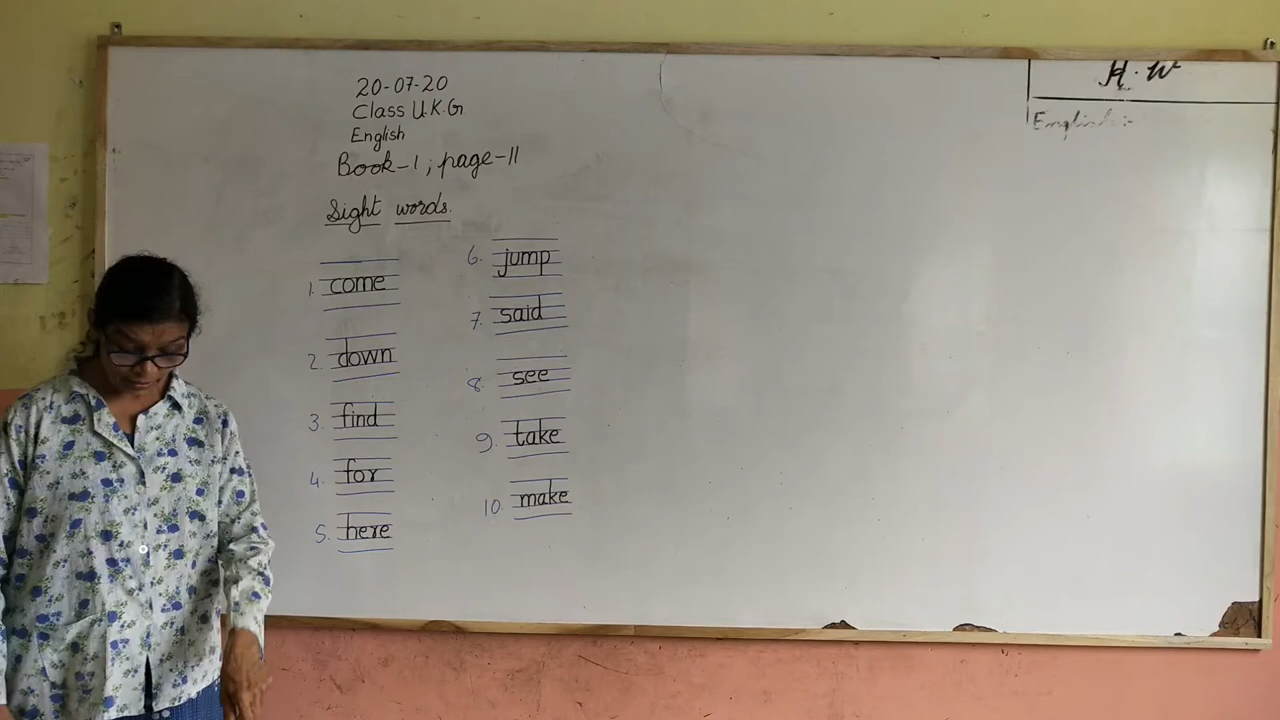 20-07-20
Class U.K.G
English
Book-1 ; page-11
Sight words.
1. come
2. down
3. find
4. for
5. here
6. jump
7. said
8. see
9. take
10. make
H.W
English:-